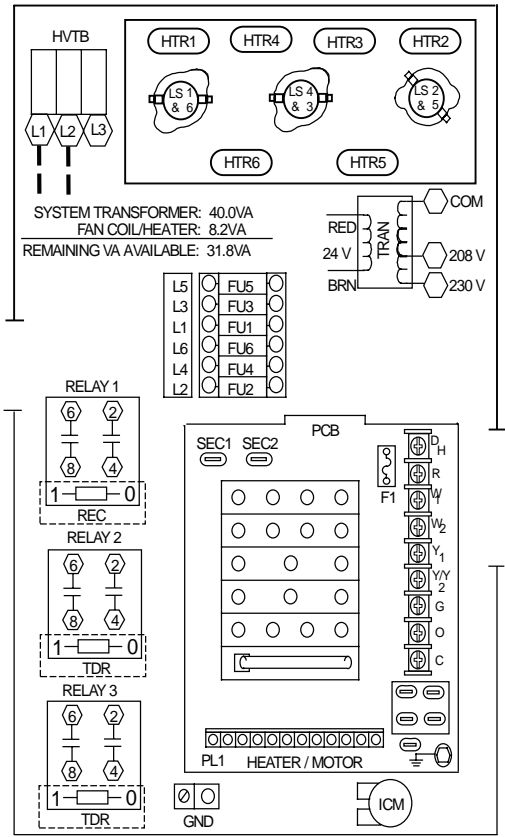 HVTB
L1 L2 L3
HTR1 HTR4 HTR3 HTR2
LS 1 & 6
LS 4 & 3
LS 2 & 5
HTR6 HTR5
SYSTEM TRANSFORMER: 40.0VA
FAN COIL/HEATER: 8.2VA
REMAINING VA AVAILABLE: 31.8VA
RED
24 V
BRN
TRAN
COM
208 V
230 V
L5 FU5
L3 FU3
L1 FU1
L6 FU6
L4 FU4
L2 FU2
RELAY 1
6 2
8 4
1 0
REC
RELAY 2
6 2
8 4
1 0
TDR
RELAY 3
6 2
8 4
1 0
TDR
PCB
SEC1 SEC2
F1
DH
R
W1
W2
Y1
Y/Y2
G
O
C
PL1 HEATER / MOTOR
GND
ICM